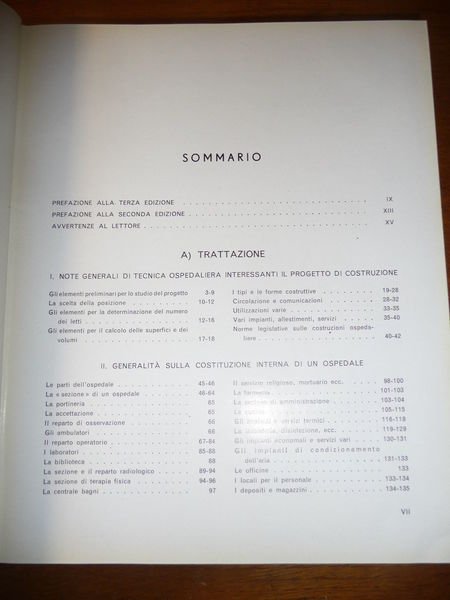 SOMMARIO
PREFAZIONE ALLA TERZA EDIZIONE . . . IX
PREFAZIONE ALLA SECONDA EDIZIONE . . . XIII
AVVERTENZE AL LETTORE . . . XV
A) TRATTAZIONE
I. NOTE GENERALI DI TECNICA OSPEDALIERA INTERESSANTI IL PROGETTO DI COSTRUZIONE
Gli elementi preliminari per lo studio del progetto 3-9
La scelta della posizione . . . 10-12
Gli elementi per la determinazione del numero
dei letti . . . 12-16
Gli elementi per il calcolo delle superfici e dei
volumi . . . 17-18
I tipi e le forme costruttive . . . 19-28
Circolazione e comunicazioni . . . 28-32
Utilizzazioni varie . . . 33-35
Vari impianti, allestimenti, servizi . . . 35-40
Norme legislative sulle costruzioni ospeda-
liere . . . 40-42
II. GENERALITÀ SULLA COSTITUZIONE INTERNA DI UN OSPEDALE
Le parti dell'ospedale . . . 45-46
La «sezione» di un ospedale . . . 46-64
La portineria . . . 65
La accettazione . . . 65
Il reparto di osservazione . . . 66
Gli ambulatori . . . 66
Il reparto operatorio . . . 67-84
I laboratori . . . 85-88
La biblioteca . . . 88
La sezione e il reparto radiologico . . . 89-94
La sezione di terapia fisica . . . 94-96
La centrale bagni . . . 97
Il servizio religioso, mortuario ecc. . . . 98-100
La farmacia . . . 101-103
La sezione di amministrazione . . . 103-104
La cucina . . . 105-115
Gli impianti e servizi termici . . . 116-118
La lavanderia, disinfezione, ecc. . . . 119-129
Gli impianti economali e servizi vari . . . 130-131
Gli impianti di condizionamento
dell'aria . . . 131-133
Le officine . . . 133
I locali per il personale . . . 133-134
I depositi e magazzini . . . 134-135
VII